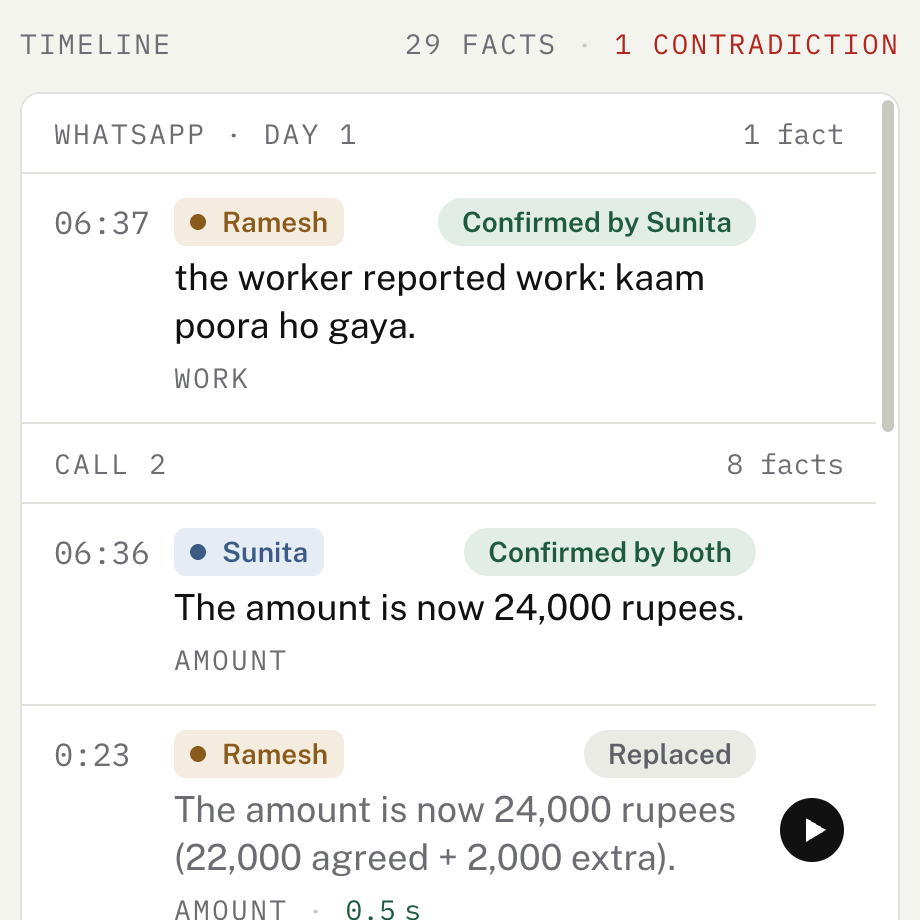 TIMELINE 29 FACTS · 1 CONTRADICTION
WHATSAPP · DAY 1 1 fact
06:37 Ramesh Confirmed by Sunita
the worker reported work: kaam
poora ho gaya.
WORK
CALL 2 8 facts
06:36 Sunita Confirmed by both
The amount is now 24,000 rupees.
AMOUNT
0:23 Ramesh Replaced
The amount is now 24,000 rupees
(22,000 agreed + 2,000 extra).
AMOUNT · 0.5 s